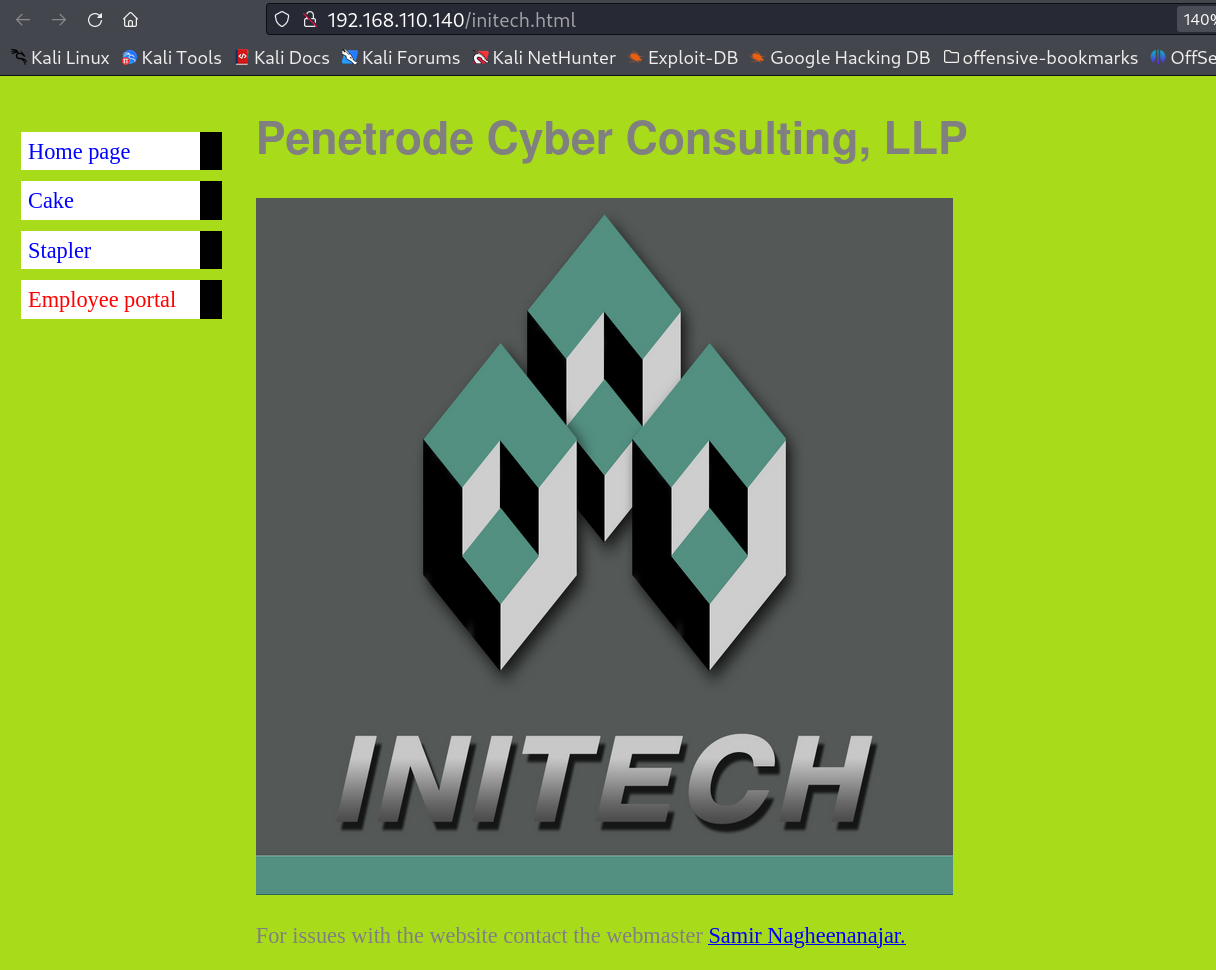 192.168.110.140/initech.html
140%
Kali Linux Kali Tools Kali Docs Kali Forums Kali NetHunter Exploit-DB Google Hacking DB offensive-bookmarks OffSe
Penetrode Cyber Consulting, LLP
Home page
Cake
Stapler
Employee portal
INITECH
For issues with the website contact the webmaster Samir Nagheenanajar.